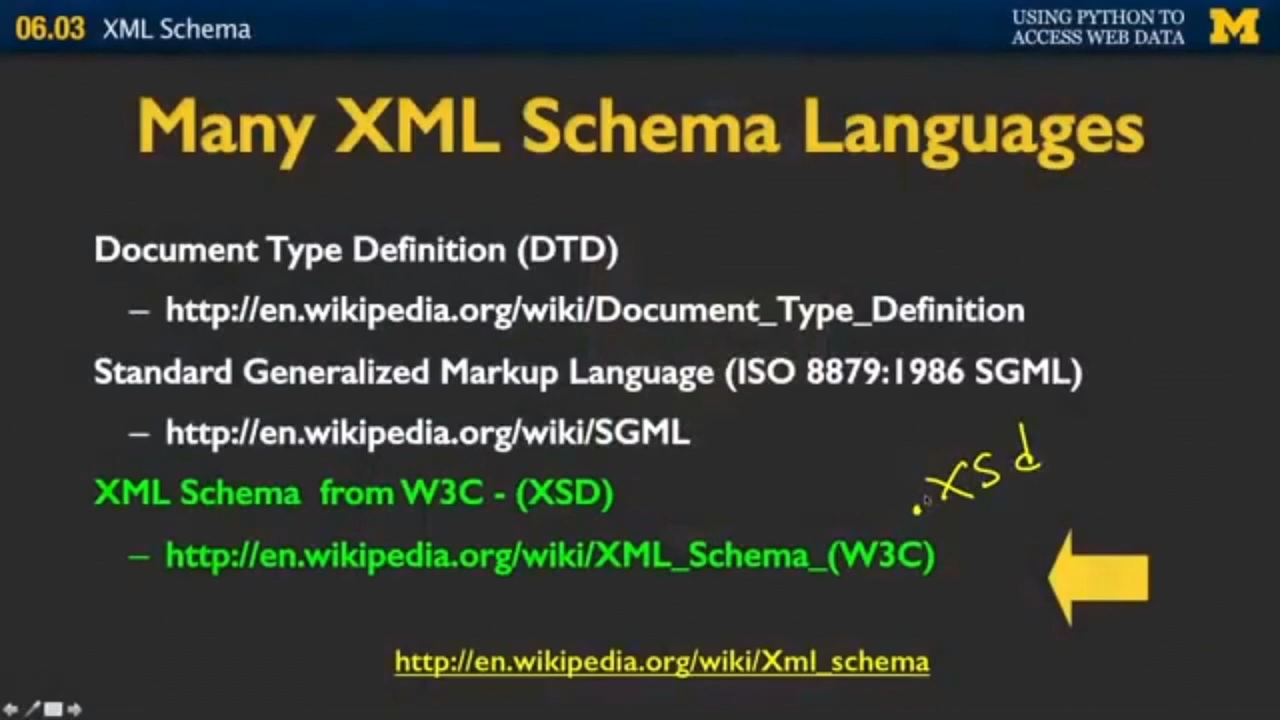 06.03 XML Schema
USING PYTHON TO
ACCESS WEB DATA
M
Many XML Schema Languages
Document Type Definition (DTD)
– http://en.wikipedia.org/wiki/Document_Type_Definition
Standard Generalized Markup Language (ISO 8879:1986 SGML)
– http://en.wikipedia.org/wiki/SGML
.xsd
XML Schema from W3C - (XSD)
– http://en.wikipedia.org/wiki/XML_Schema_(W3C)
http://en.wikipedia.org/wiki/Xml_schema